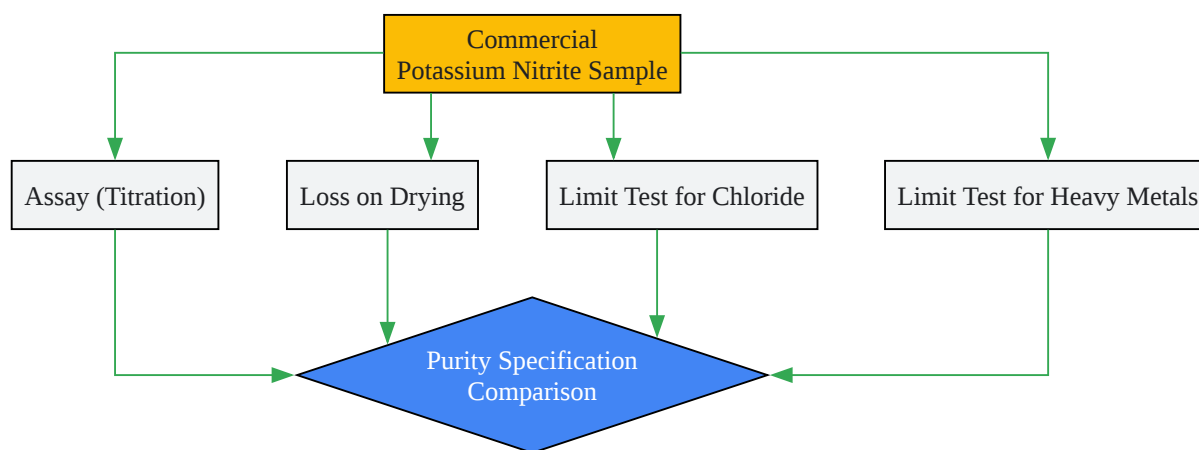 Commercial
Potassium Nitrite Sample
Assay (Titration)
Loss on Drying
Limit Test for Chloride
Limit Test for Heavy Metals
Purity Specification
Comparison